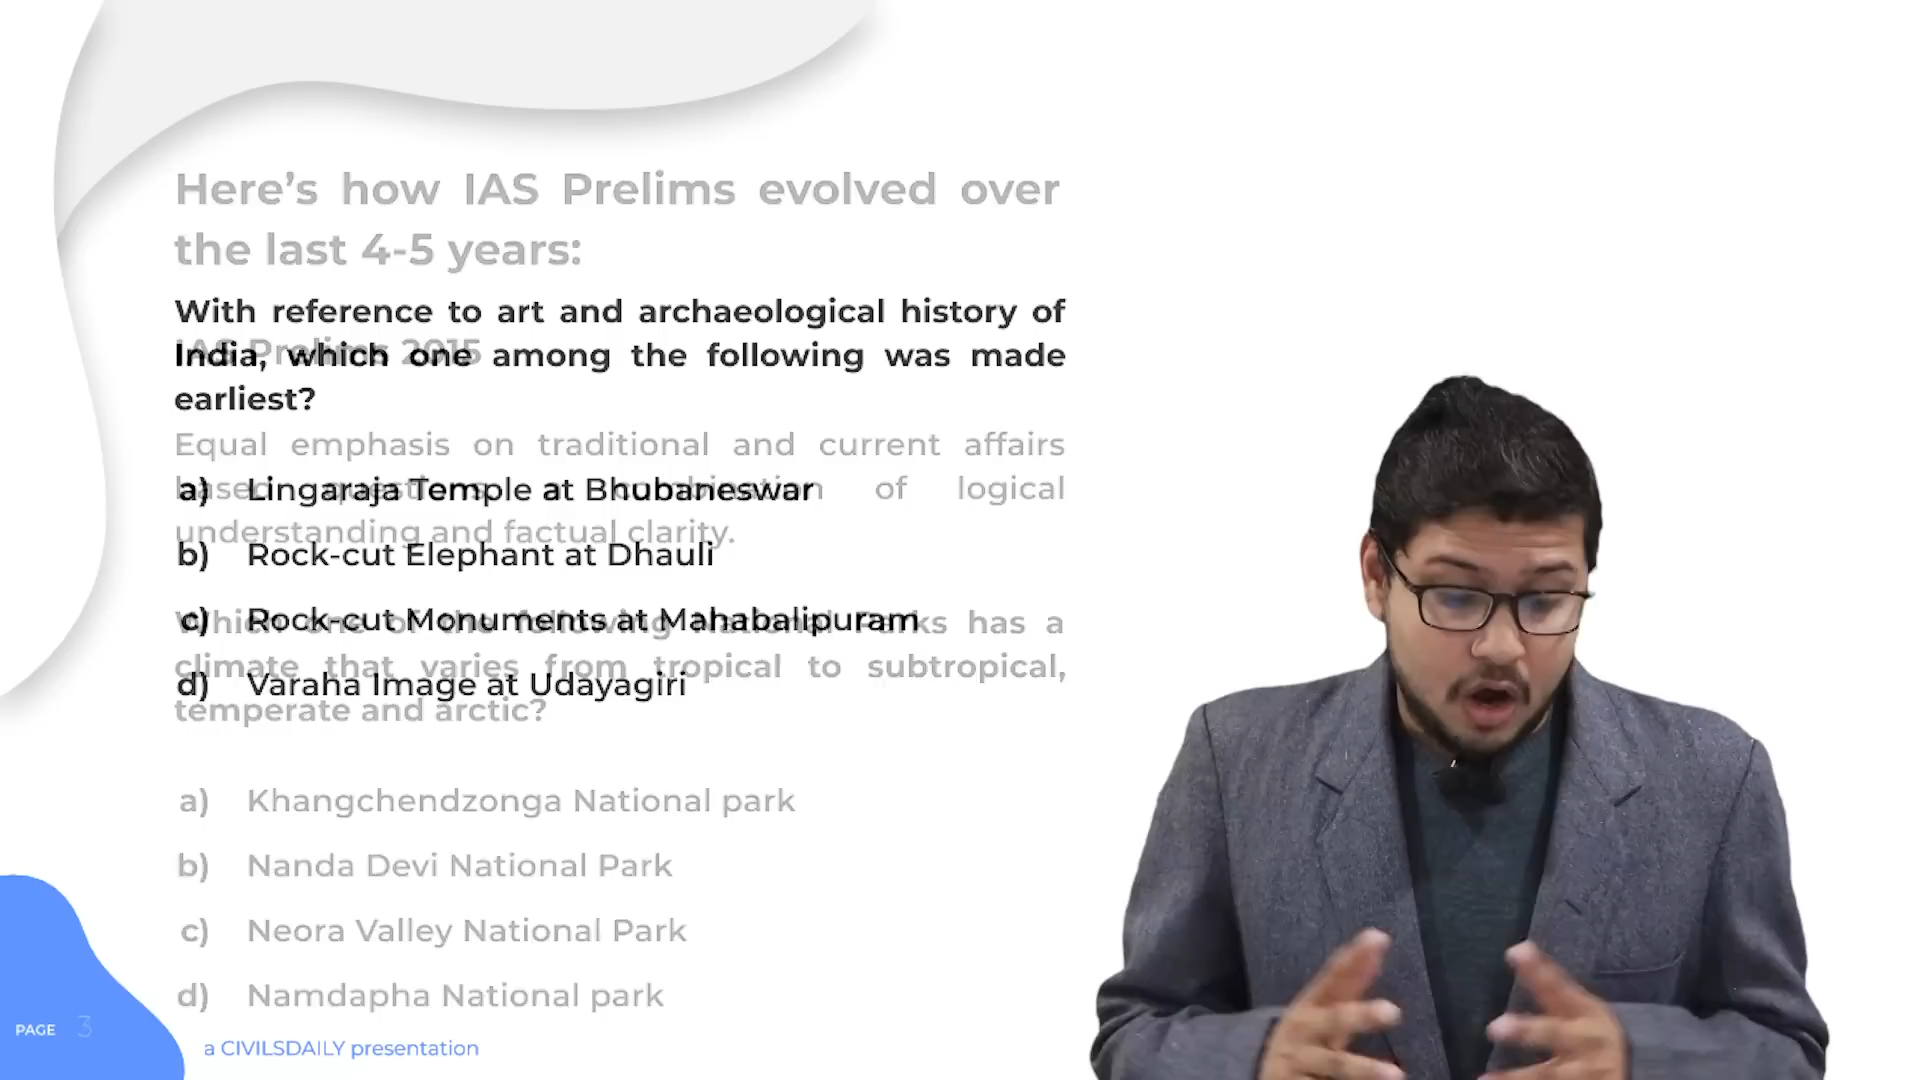 Here’s how IAS Prelims evolved over
the last 4-5 years:
With reference to art and archaeological history of
IAS Prelims 2015
India, which one among the following was made
earliest?
Equal emphasis on traditional and current affairs
based questions a combination of logical
a) Lingaraja Temple at Bhubaneswar
understanding and factual clarity.
b) Rock-cut Elephant at Dhauli
c) Rock-cut Monuments at Mahabalipuram
Which one of the following National Parks has a
climate that varies from tropical to subtropical,
d) Varaha Image at Udayagiri
temperate and arctic?
a) Khangchendzonga National park
b) Nanda Devi National Park
c) Neora Valley National Park
d) Namdapha National park
PAGE 3
a CIVILSDAILY presentation